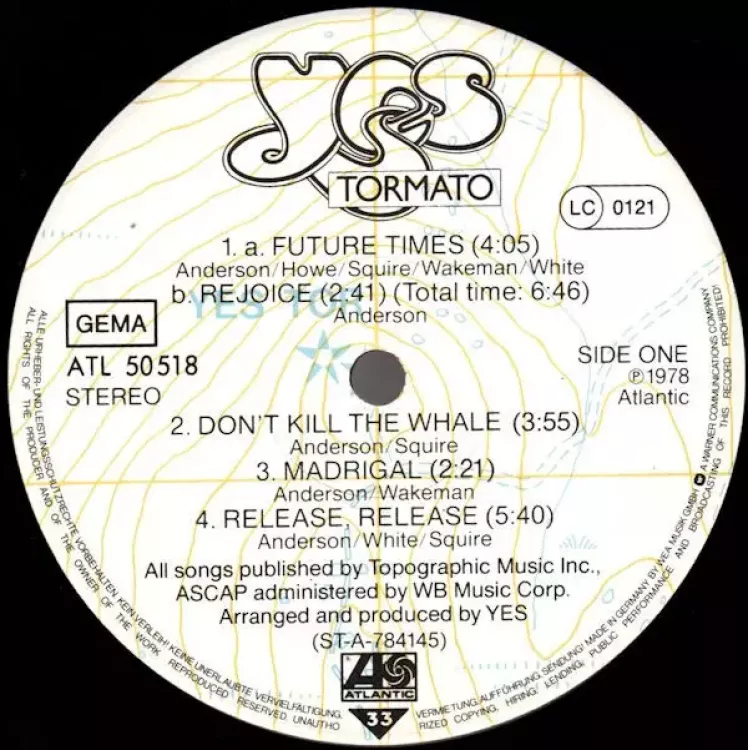 YES
TORMATO
LC 0121
1. a. FUTURE TIMES (4:05)
Anderson/Howe/Squire/Wakeman/White
b. REJOICE (2:41) (Total time: 6:46)
Anderson
YES TOR
GEMA
ATL 50 518
STEREO
SIDE ONE
℗1978
Atlantic
2. DON'T KILL THE WHALE (3:55)
Anderson/Squire
3. MADRIGAL (2:21)
Anderson/Wakeman
4. RELEASE, RELEASE (5:40)
Anderson/White/Squire
All songs published by Topographic Music Inc.,
ASCAP administered by WB Music Corp.
Arranged and produced by YES
(ST-A-784145)
ATLANTIC
33
ALLE URHEBER- UND LEISTUNGSSCHUTZRECHTE VORBEHALTEN. KEIN VERLEIH! KEINE UNERLAUBTE VERVIELFÄLTIGUNG, VERMIETUNG, AUFFÜHRUNG, SENDUNG! MADE IN GERMANY BY WEA MUSIK GMBH A WARNER COMMUNICATIONS COMPANY
ALL RIGHTS OF THE PRODUCER AND OF THE OWNER OF THE WORK REPRODUCED RESERVED. UNAUTHORIZED COPYING, HIRING, LENDING, PUBLIC PERFORMANCE AND BROADCASTING OF THIS RECORD PROHIBITED!